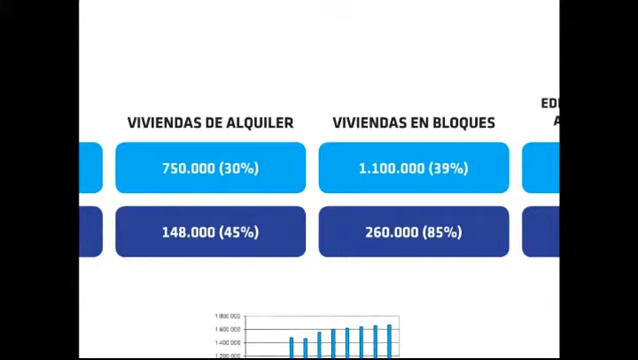 EDI
A
VIVIENDAS DE ALQUILER
VIVIENDAS EN BLOQUES
750.000 (30%)
1.100.000 (39%)
148.000 (45%)
260.000 (85%)
1 800 000
1 600 000
1 400 000
1 200 000